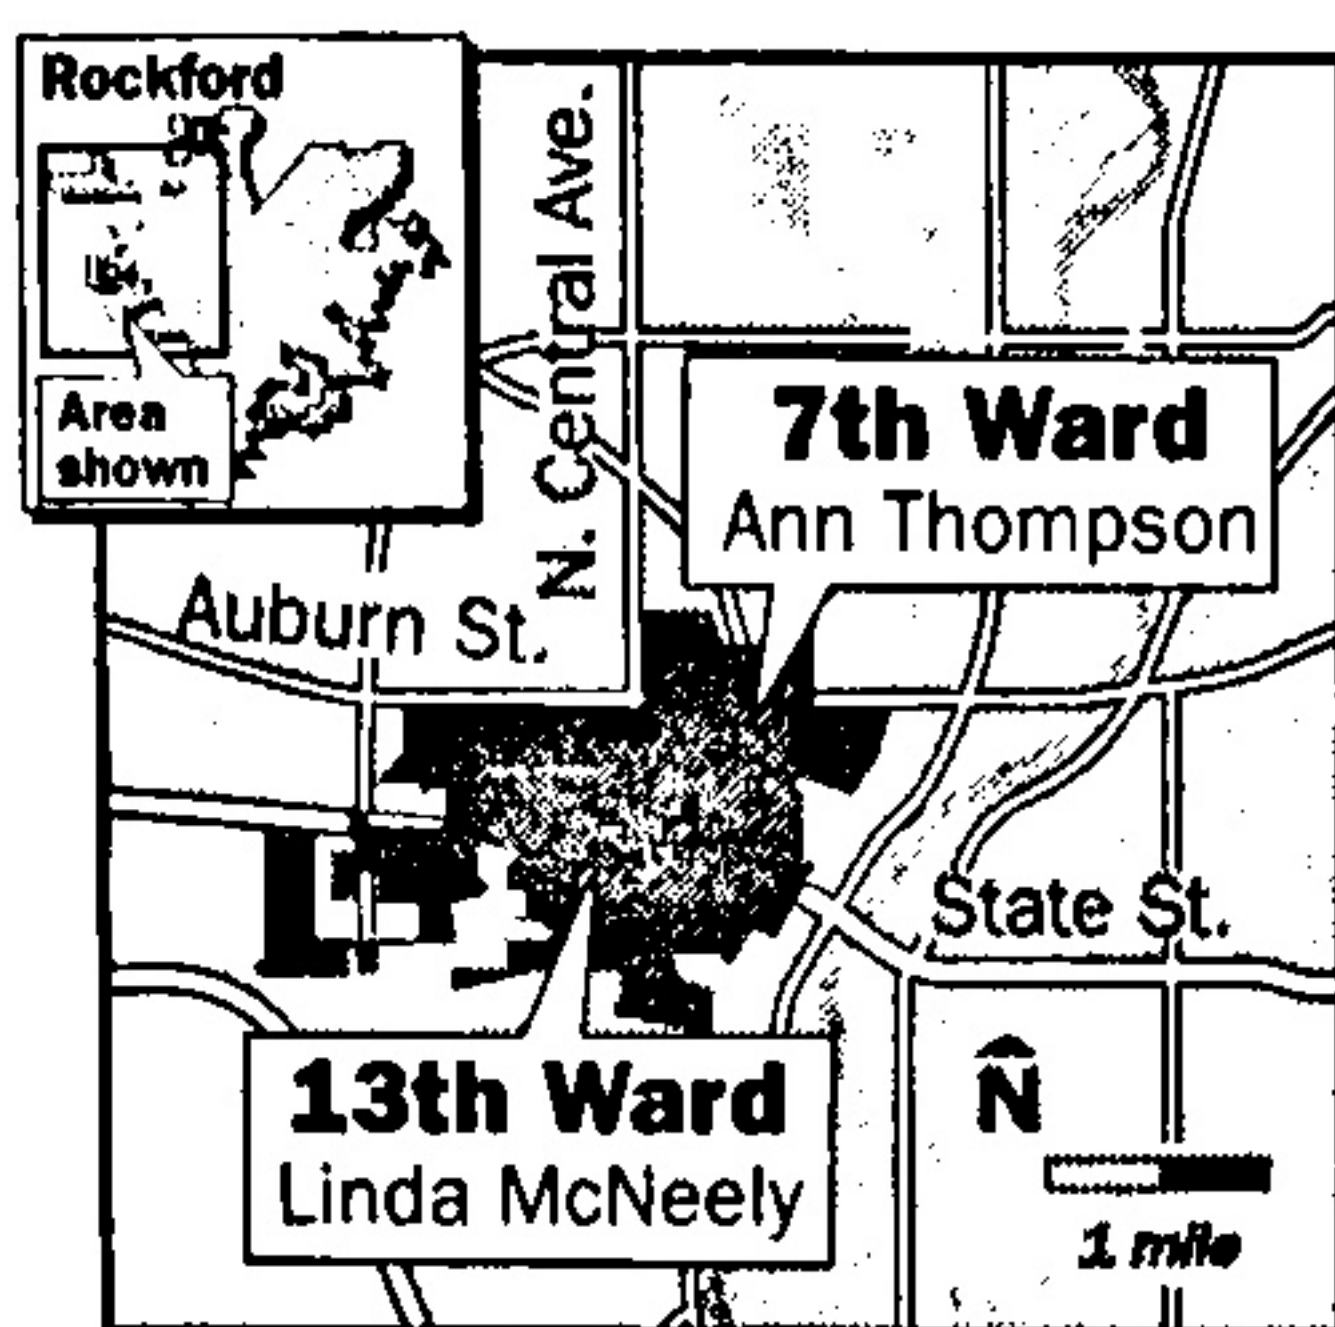 Rockford
Area
shown
N. Central Ave.
7th Ward
Ann Thompson
Auburn St.
State St.
13th Ward
Linda McNeely
N
1 mile